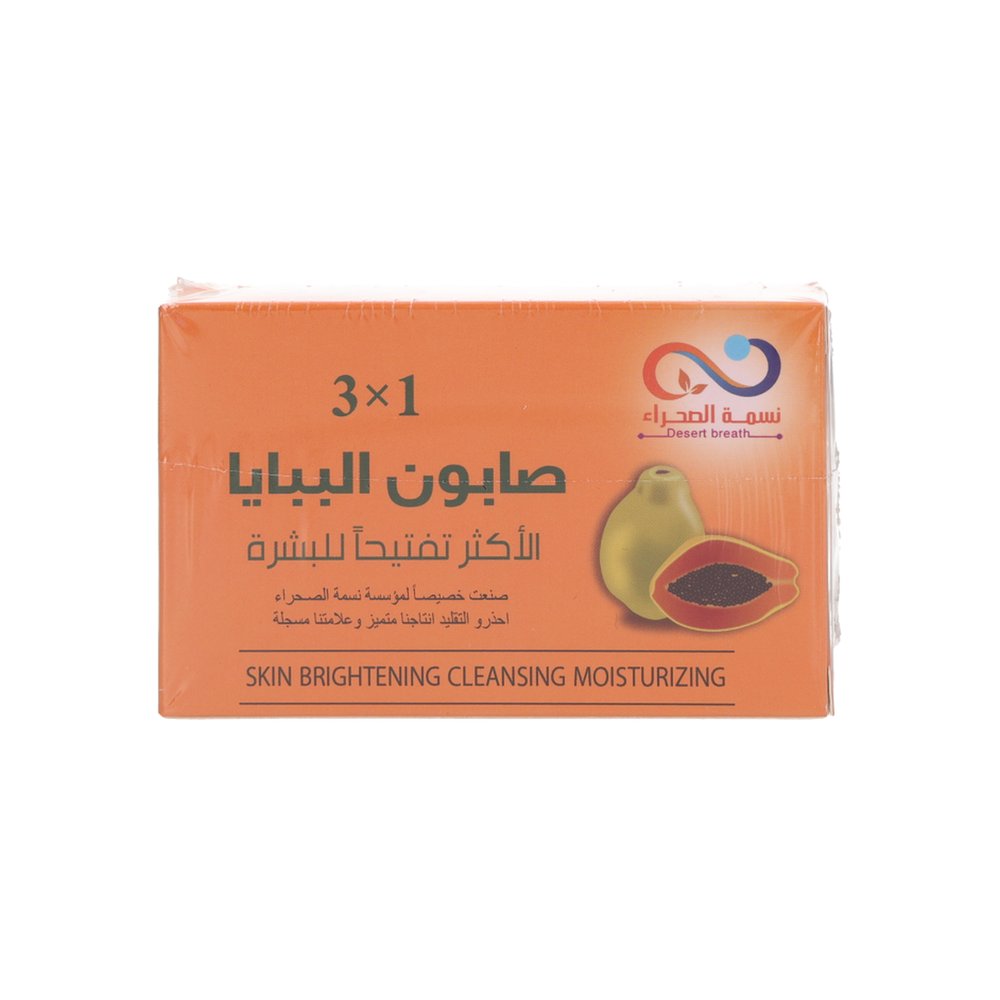 3×1
نسمة الصحراء
Desert breath
صابون الببايا
الأكثر تفتيحاً للبشرة
صنعت خصيصاً لمؤسسة نسمة الصحراء
احذرو التقليد انتاجنا متميز وعلامتنا مسجلة
SKIN BRIGHTENING CLEANSING MOISTURIZING